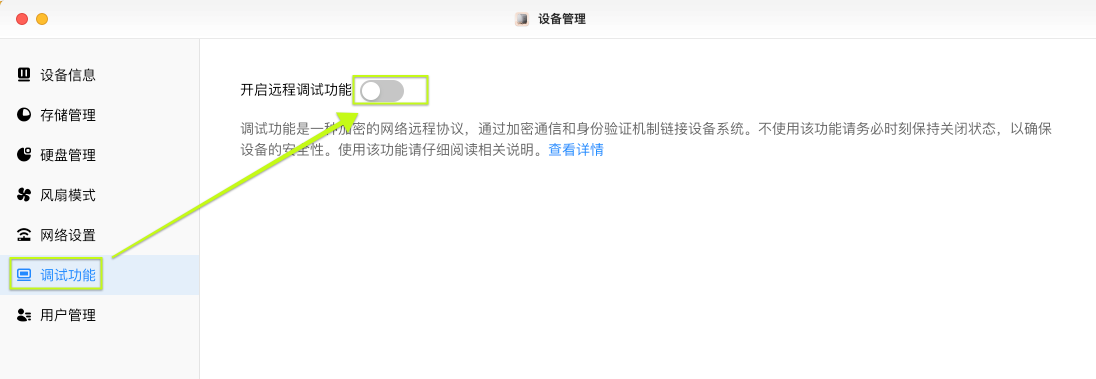 设备管理
设备信息
存储管理
硬盘管理
风扇模式
网络设置
调试功能
用户管理
开启远程调试功能
调试功能是一种加密的网络远程协议，通过加密通信和身份验证机制链接设备系统。不使用该功能请务必时刻保持关闭状态，以确保
设备的安全性。使用该功能请仔细阅读相关说明。查看详情